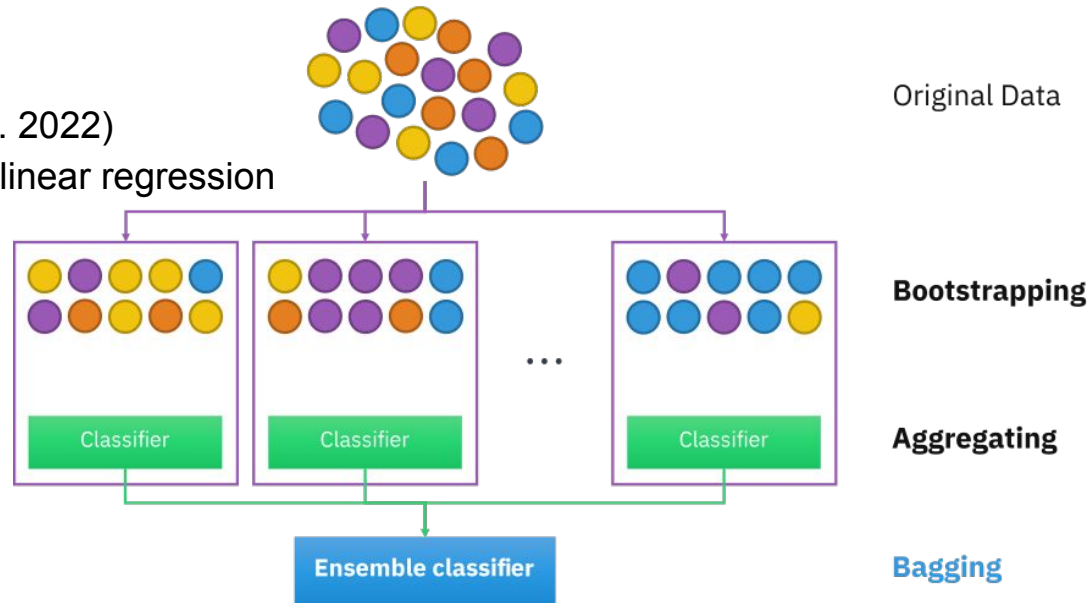 Original Data
. 2022)
linear regression
Bootstrapping
...
Classifier Classifier Classifier
Aggregating
Ensemble classifier
Bagging